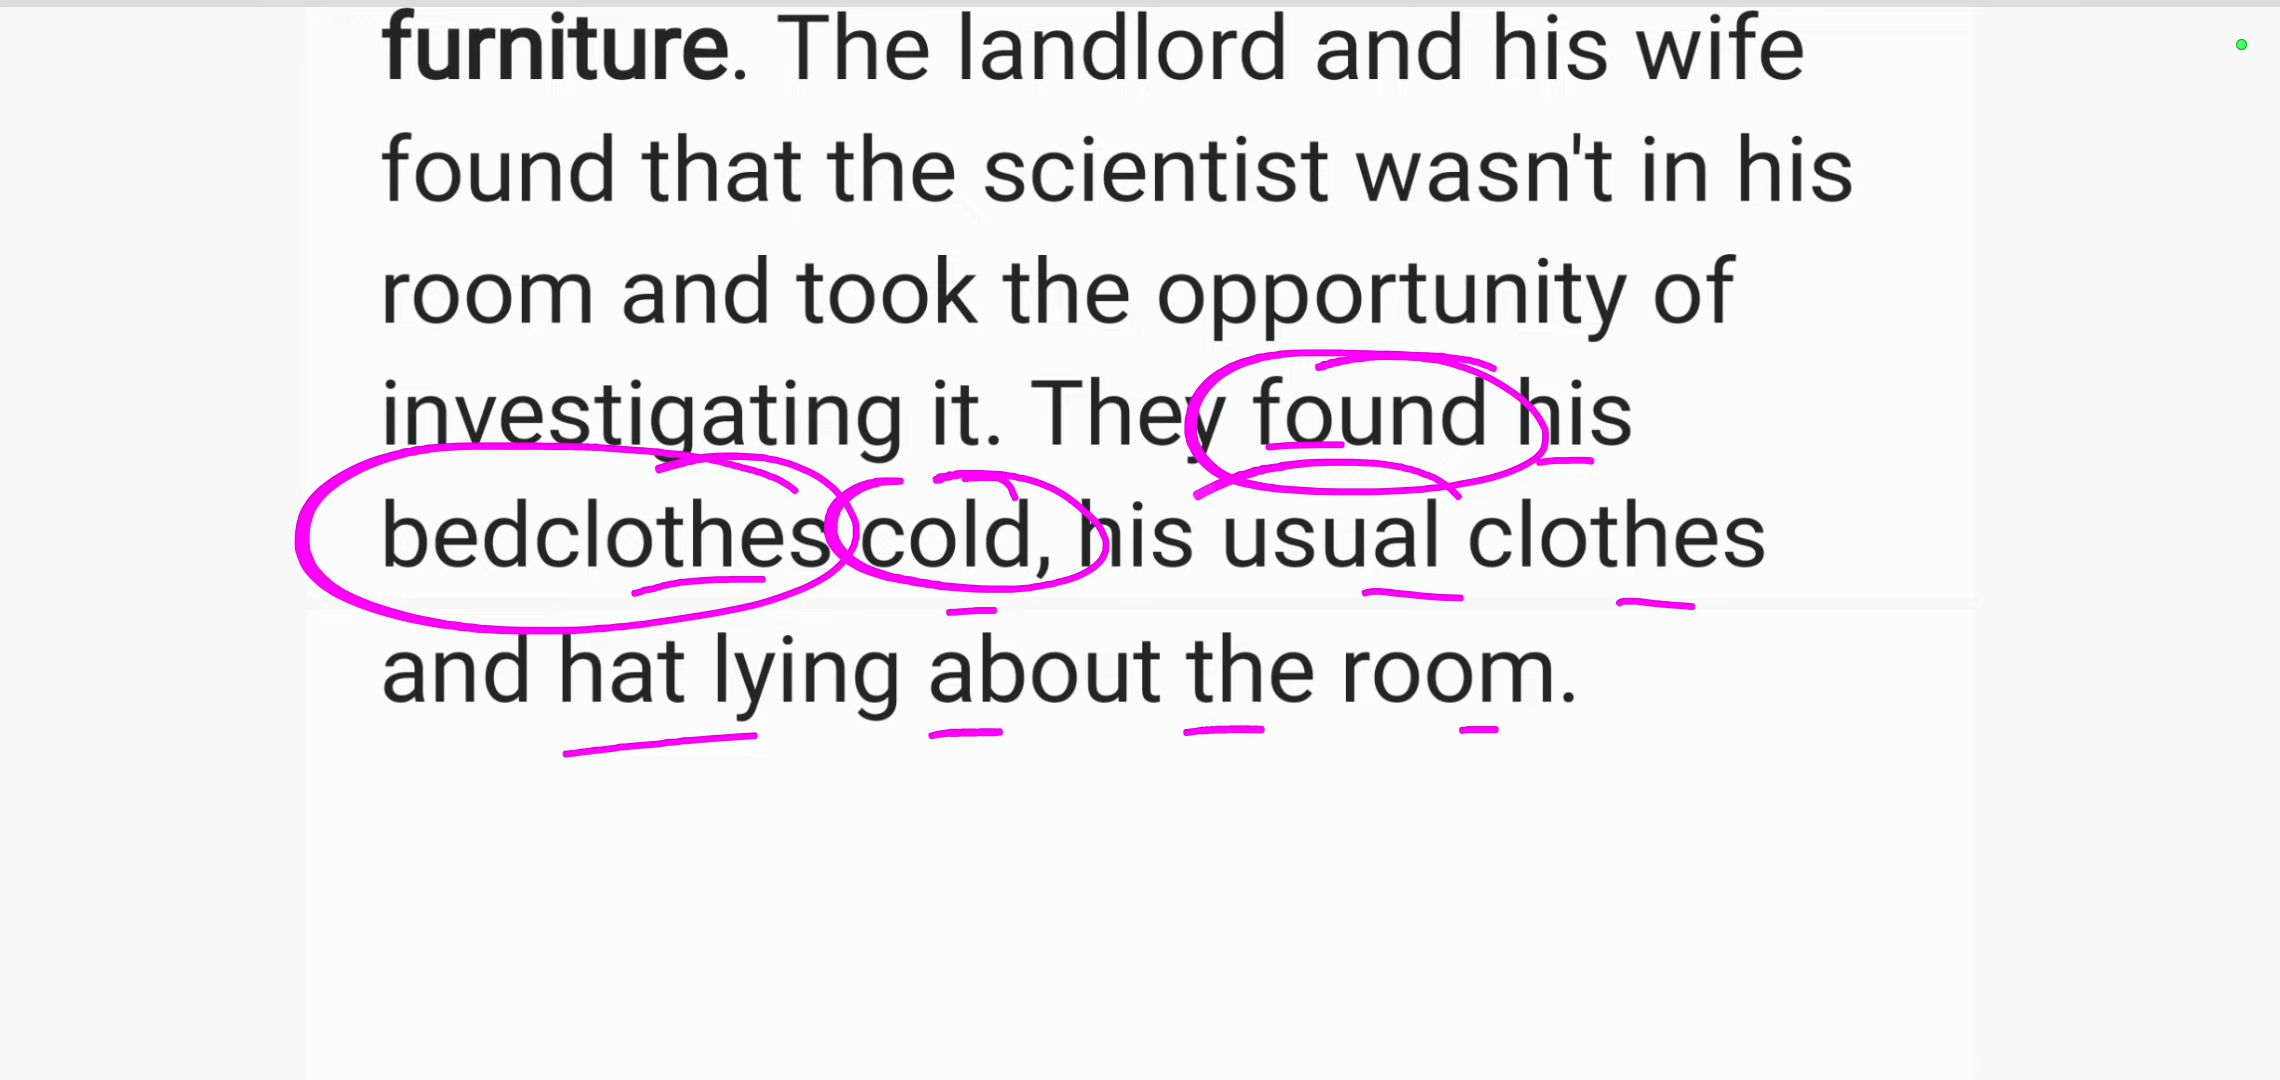 furniture. The landlord and his wife
found that the scientist wasn't in his
room and took the opportunity of
investigating it. They found his
bedclothes cold, his usual clothes
and hat lying about the room.